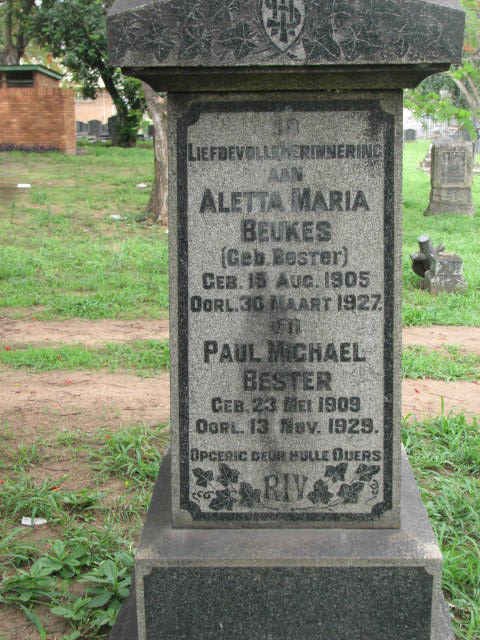 IN
LIEFDEVOLLE HERINNERING
AAN
ALETTA MARIA
BEUKES
(GEB. BESTER)
GEB. 15 AUG. 1905
OORL. 30 MAART 1927.
EN
PAUL MICHAEL
BESTER
GEB. 23 MEI 1909
OORL. 13 NOV. 1929.
OPGERIG DEUR HULLE OUERS
RIV